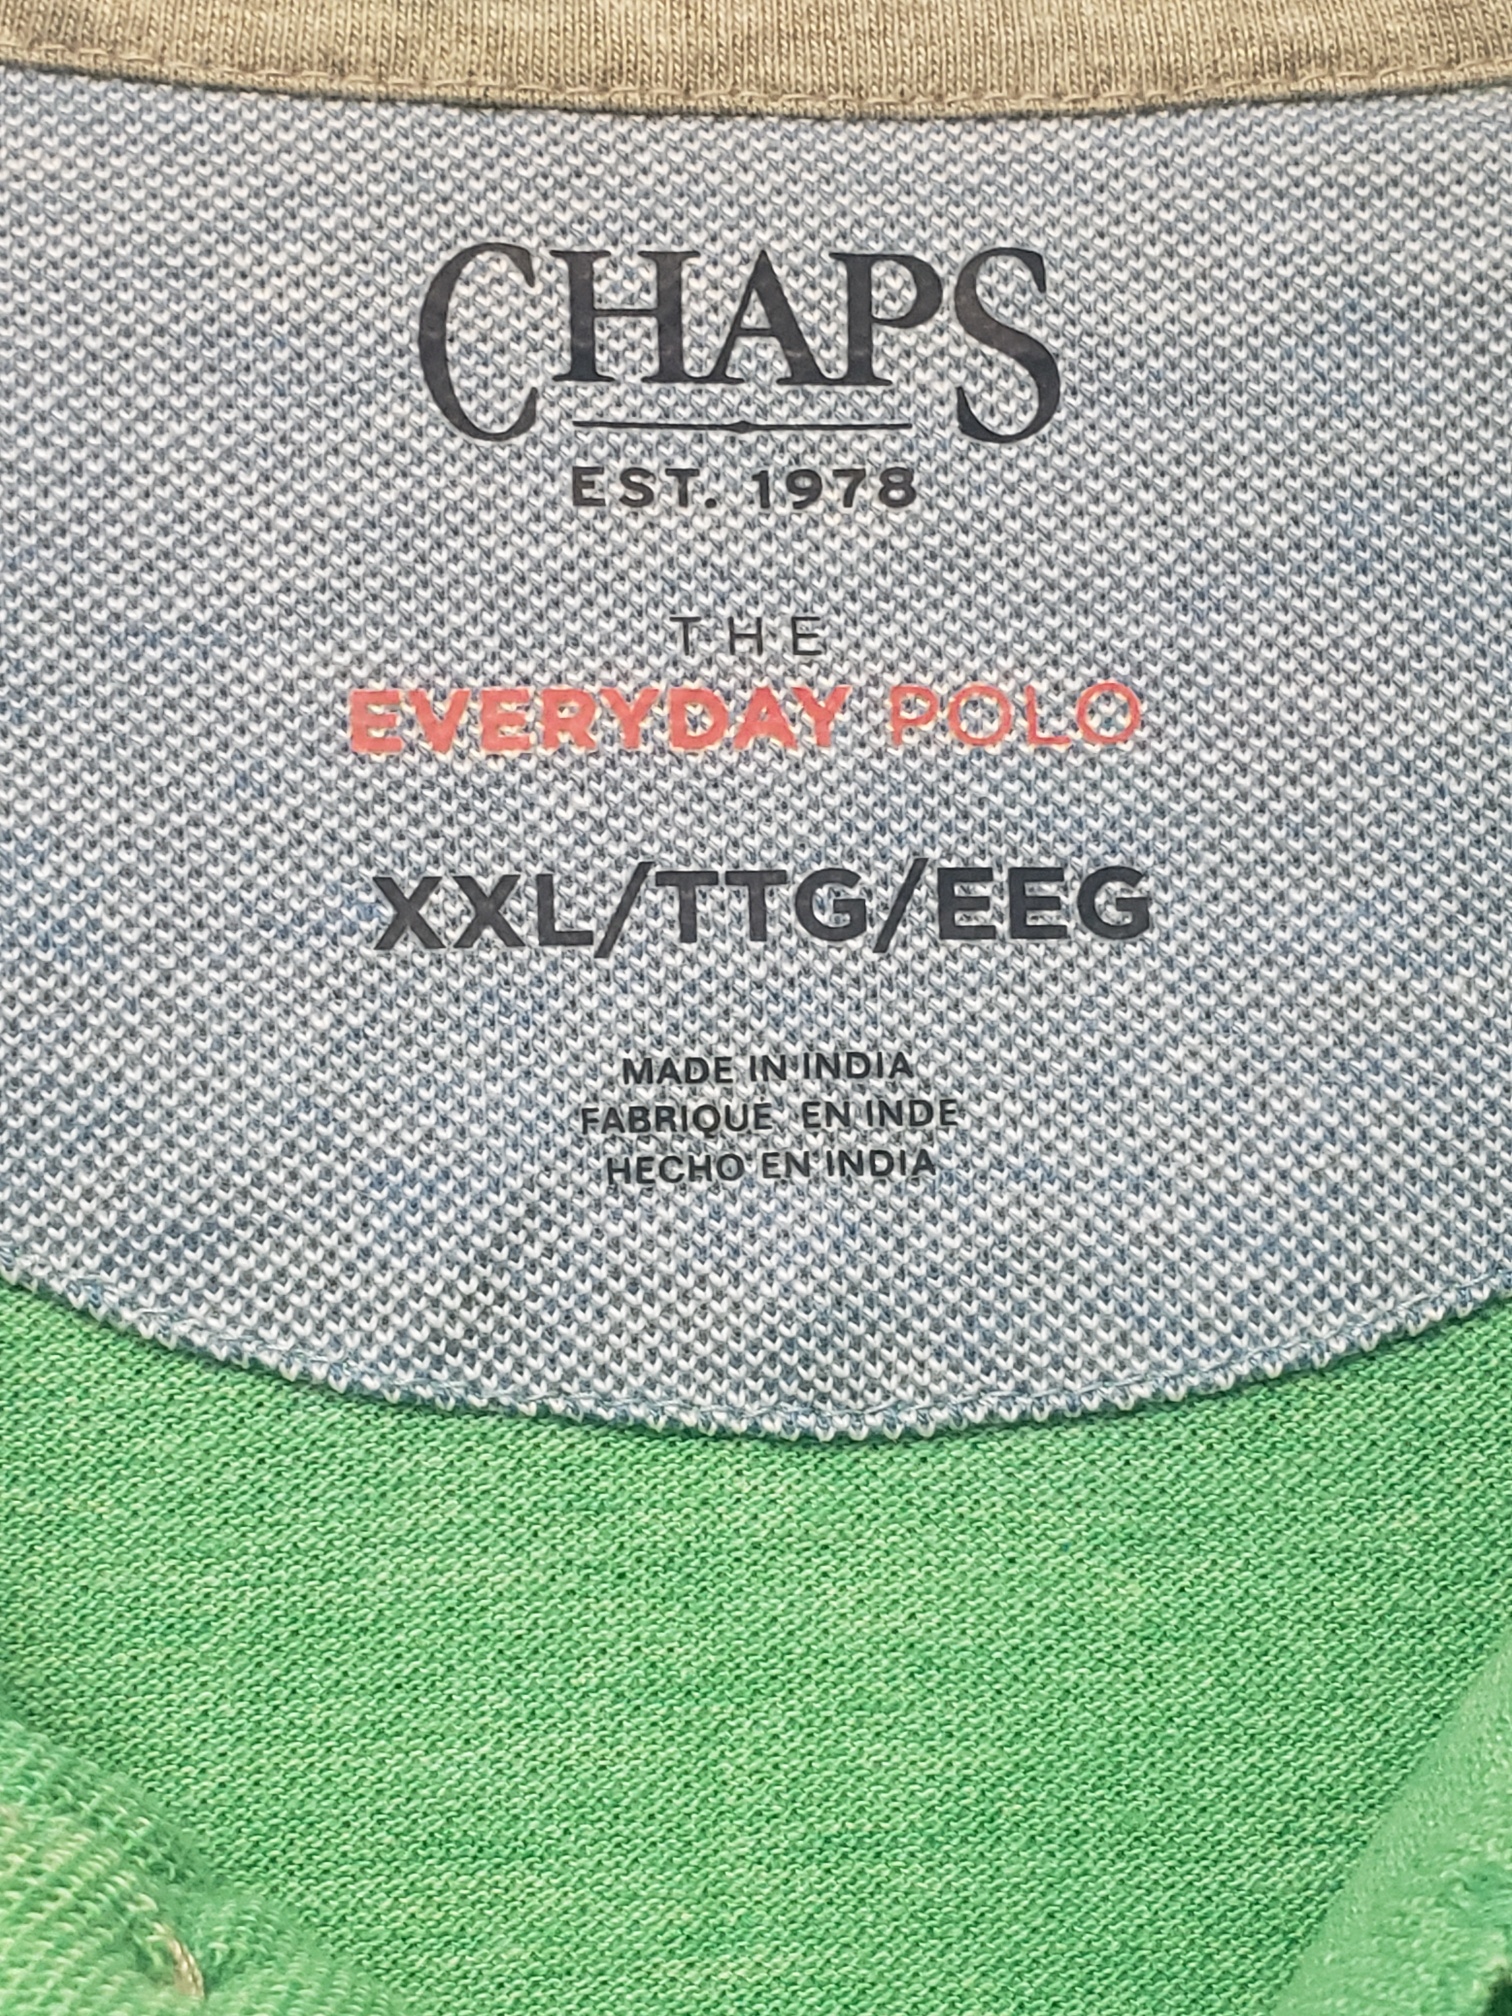 CHAPS
EST. 1978
THE
EVERYDAY POLO
XXL/TTG/EEG
MADE IN INDIA
FABRIQUE EN INDE
HECHO EN INDIA